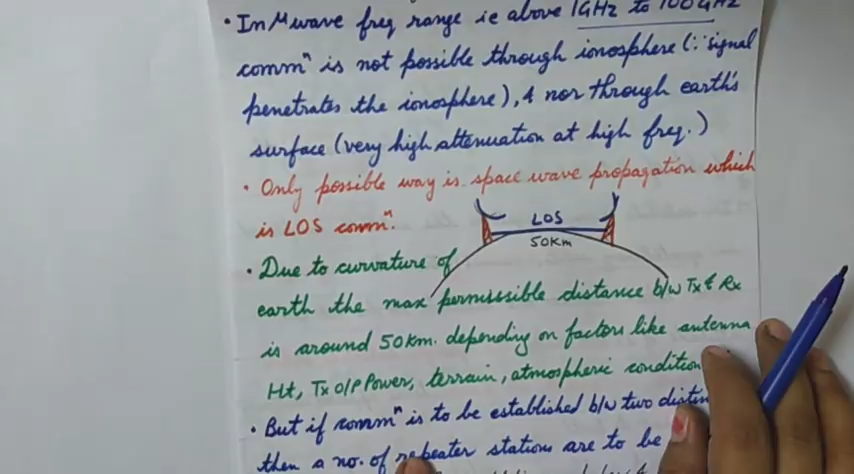 • In μwave freq range ie above 1GHz to 100GHz
commⁿ is not possible through ionosphere (∵ signal
penetrates the ionosphere), & nor through earth's
surface (very high attenuation at high freq.)
• Only possible way is space wave propagation which
is LOS commⁿ.
LOS
50KM
• Due to curvature of
earth the max permissible distance b/w Tx & Rx
is around 50Km. depending on factors like antenna
Ht, Tx O/P Power, terrain, atmospheric condition
• But if commⁿ is to be established b/w two
then a no. of repeater stations are to be